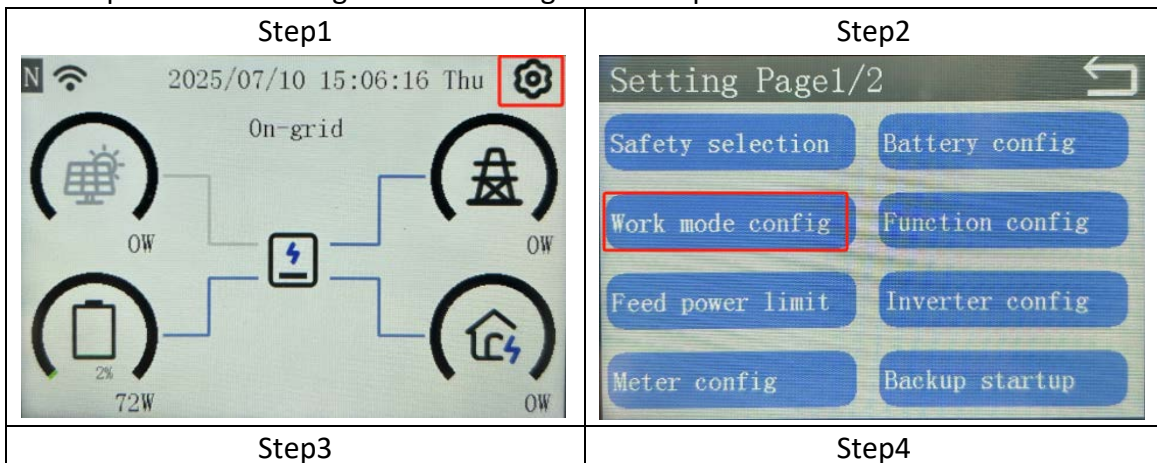 Step1
Step2
N
2025/07/10 15:06:16 Thu
On-grid
0W
0W
2%
72W
0W
Setting Page1/2
Safety selection
Battery config
Work mode config
Function config
Feed power limit
Inverter config
Meter config
Backup startup
Step3
Step4